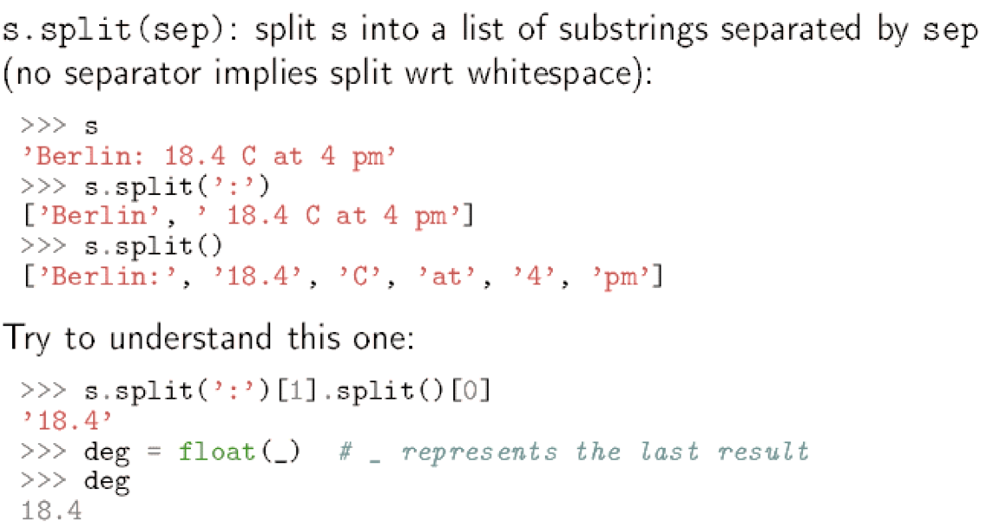 s.split(sep): split s into a list of substrings separated by sep
(no separator implies split wrt whitespace):
>>> s
’Berlin: 18.4 C at 4 pm’
>>> s.split(’:’)
[’Berlin’, ’ 18.4 C at 4 pm’]
>>> s.split()
[’Berlin:’, ’18.4’, ’C’, ’at’, ’4’, ’pm’]
Try to understand this one:
>>> s.split(’:’)[1].split()[0]
’18.4’
>>> deg = float(_)  # _ represents the last result
>>> deg
18.4